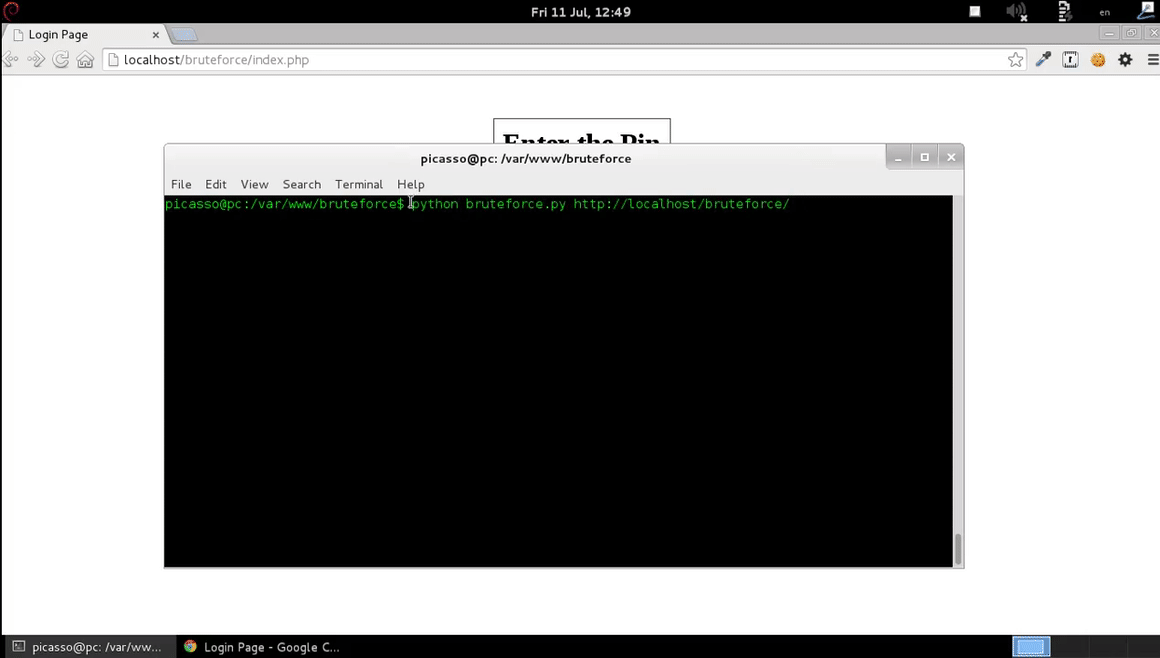 Fri 11 Jul, 12:49
en
Login Page
localhost/bruteforce/index.php
Enter the Pin
picasso@pc: /var/www/bruteforce
File Edit View Search Terminal Help
picasso@pc:/var/www/bruteforce$ python bruteforce.py http://localhost/bruteforce/
picasso@pc: /var/ww...
Login Page - Google C...